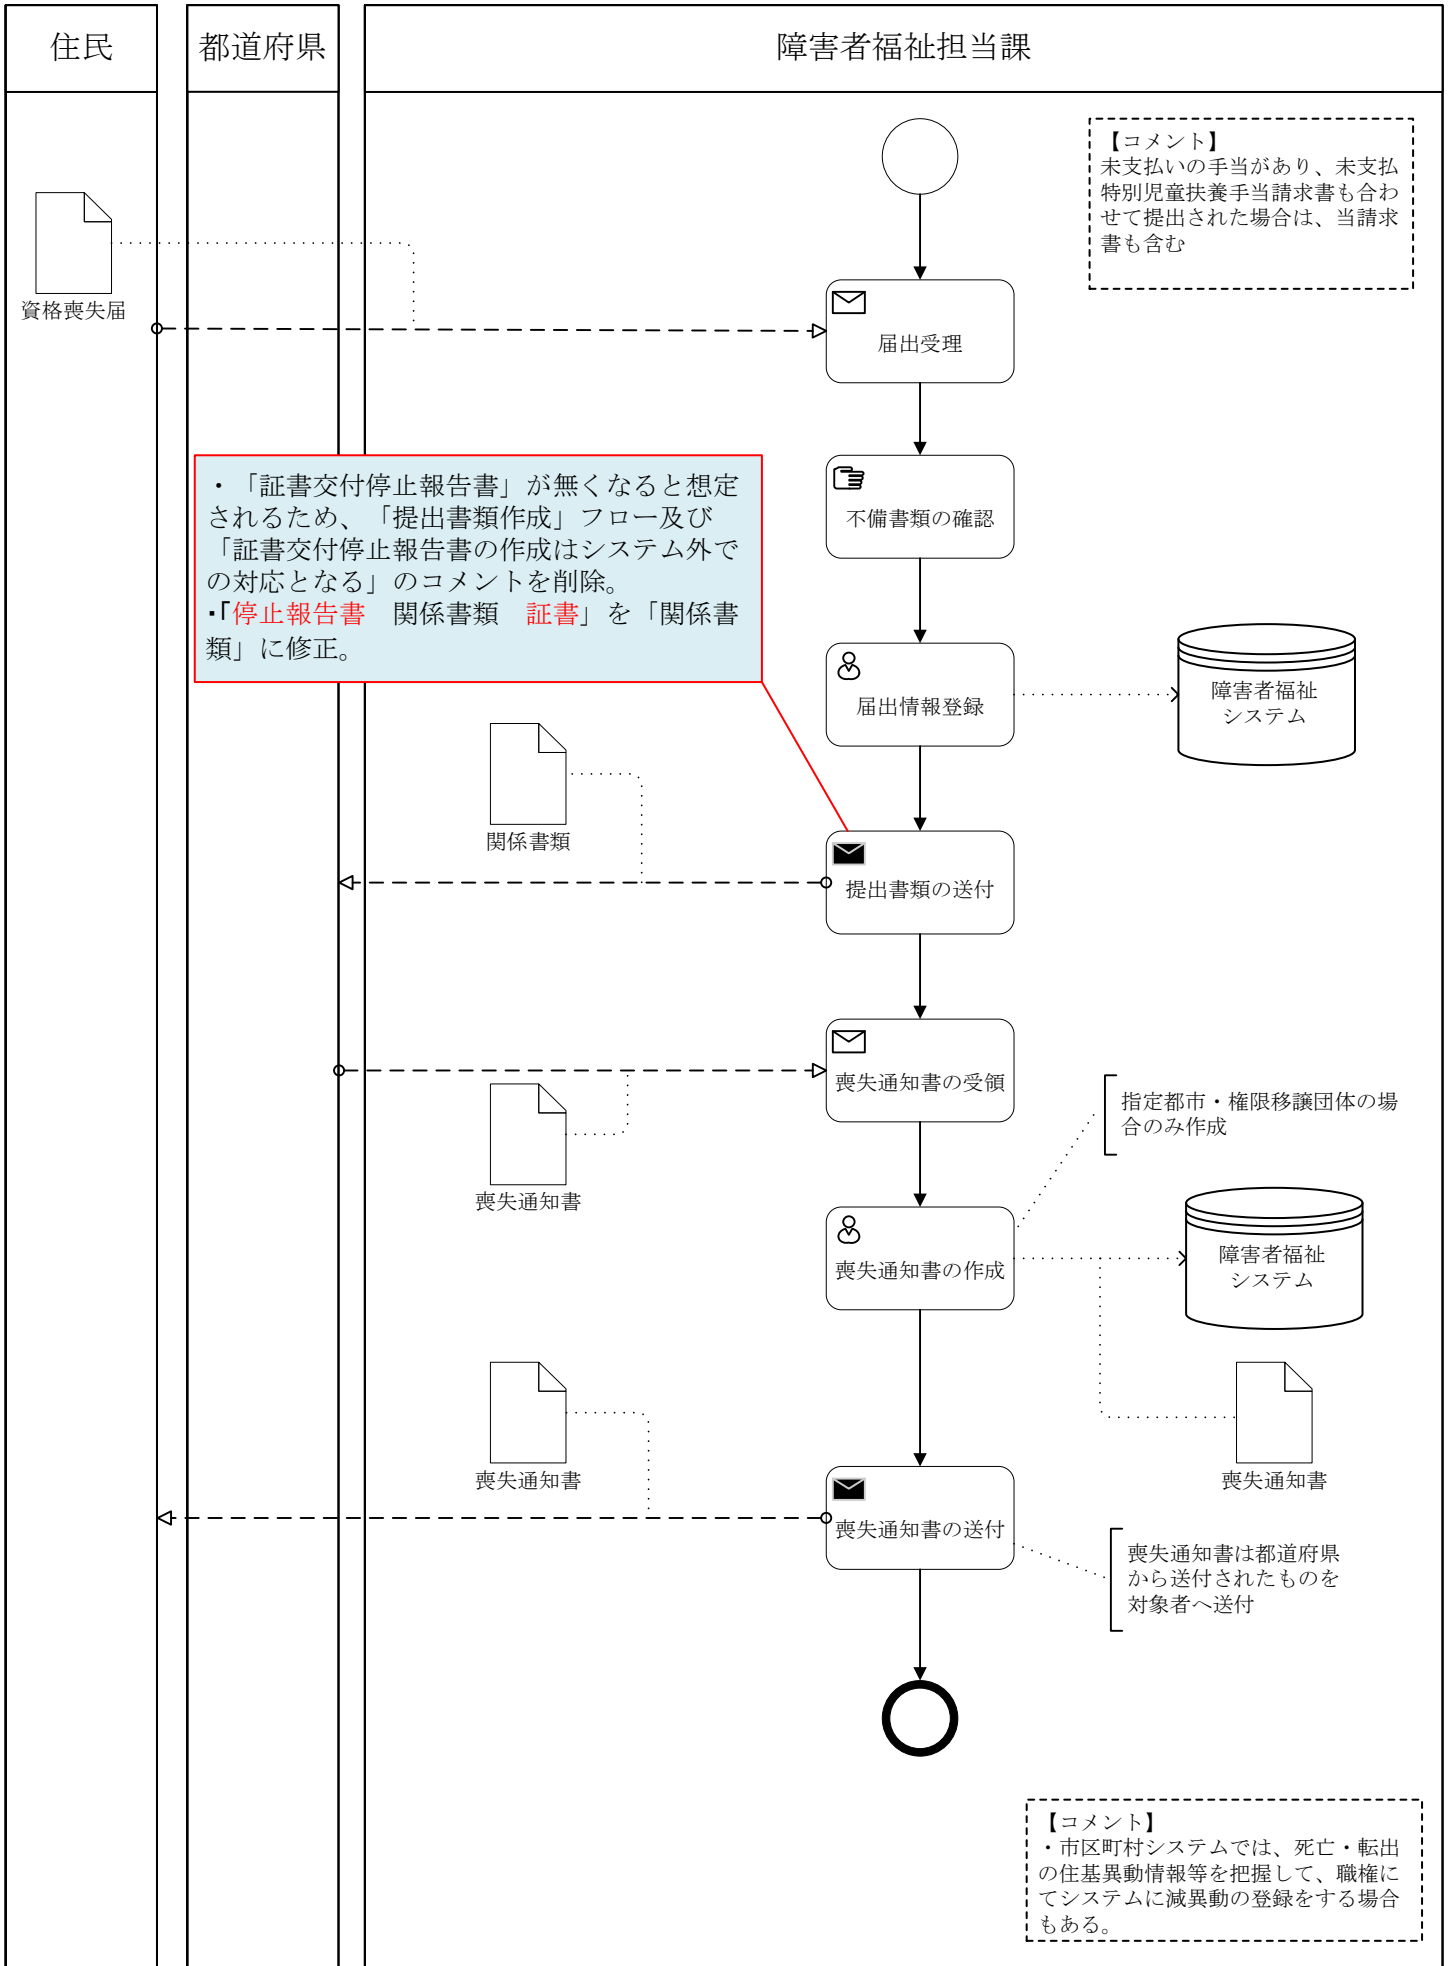 住民
都道府県
障害者福祉担当課
【コメント】
未支払いの手当があり、未支払
特別児童扶養手当請求書も合わ
せて提出された場合は、当請求
書も含む
資格喪失届
届出受理
・「証書交付停止報告書」が無くなると想定
されるため、「提出書類作成」フロー及び
「証書交付停止報告書の作成はシステム外で
の対応となる」のコメントを削除。
・「停止報告書　関係書類　証書」を「関係書
類」に修正。
不備書類の確認
届出情報登録
障害者福祉
システム
関係書類
提出書類の送付
喪失通知書の受領
喪失通知書
指定都市・権限移譲団体の場
合のみ作成
喪失通知書の作成
障害者福祉
システム
喪失通知書
喪失通知書
喪失通知書の送付
喪失通知書は都道府県
から送付されたものを
対象者へ送付
【コメント】
・市区町村システムでは、死亡・転出
の住基異動情報等を把握して、職権に
てシステムに減異動の登録をする場合
もある。